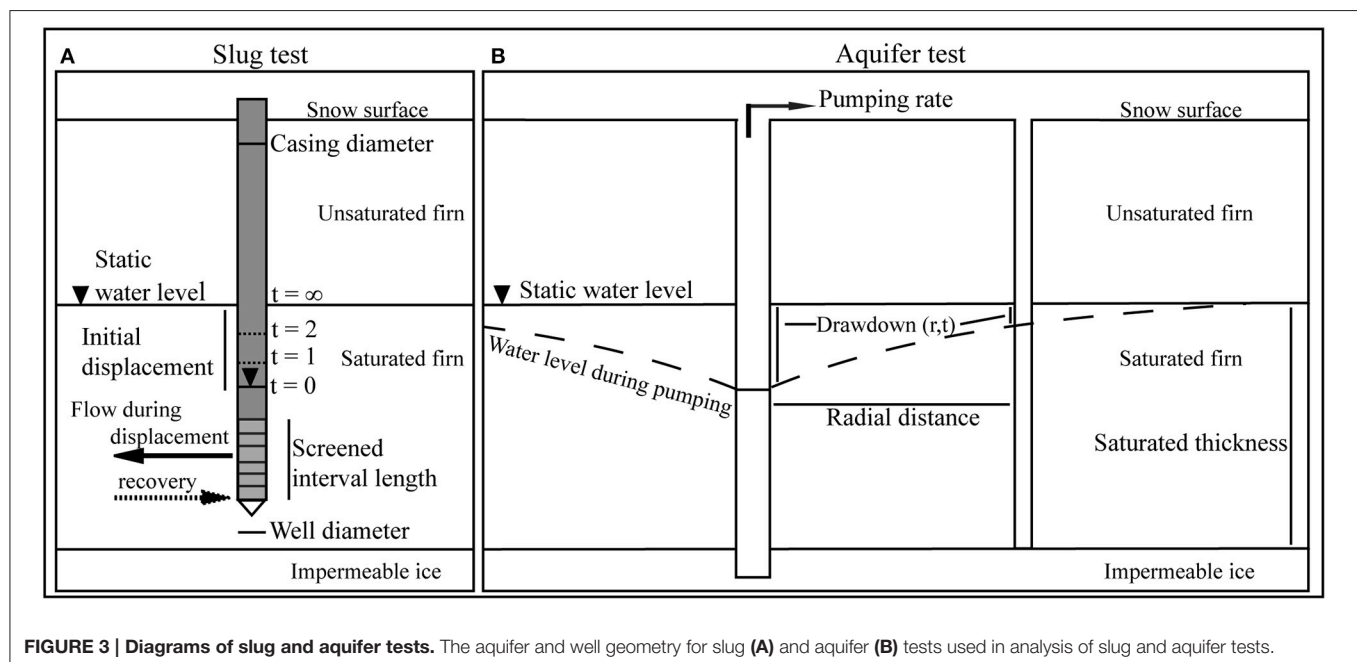 A
Slug test
Snow surface
Casing diameter
Unsaturated firn
Static
water level
t = ∞
Initial
displacement
t = 2
t = 1
t = 0
Saturated firn
Flow during
displacement
recovery
Screened
interval length
Well diameter
Impermeable ice
B
Aquifer test
Pumping rate
Snow surface
Unsaturated firn
Static water level
Drawdown (r,t)
Water level during pumping
Saturated firn
Radial distance
Saturated thickness
Impermeable ice
FIGURE 3 | Diagrams of slug and aquifer tests. The aquifer and well geometry for slug (A) and aquifer (B) tests used in analysis of slug and aquifer tests.